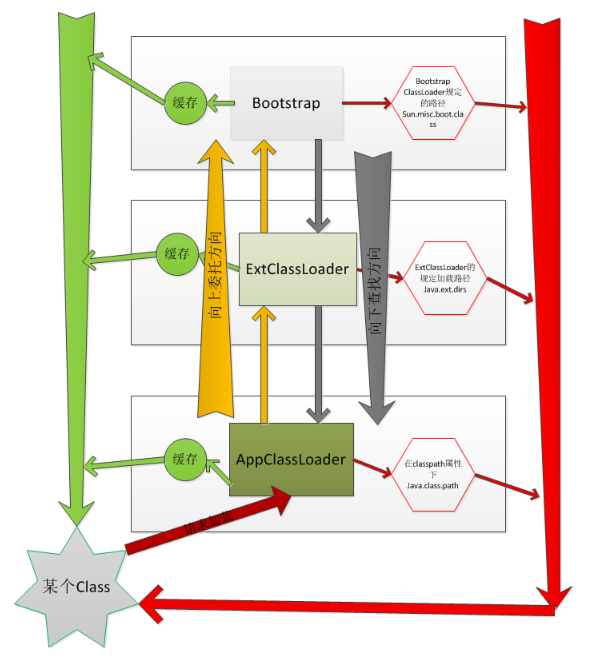 缓存
Bootstrap
Bootstrap
ClassLoader规定
的路径
Sun.misc.boot.cla
ss
向上委托方向
向下查找方向
缓存
ExtClassLoader
ExtClassLoader的
规定加载路径
Java.ext.dirs
缓存
AppClassLoader
在classpath属性
下
Java.class.path
请求加载
某个Class